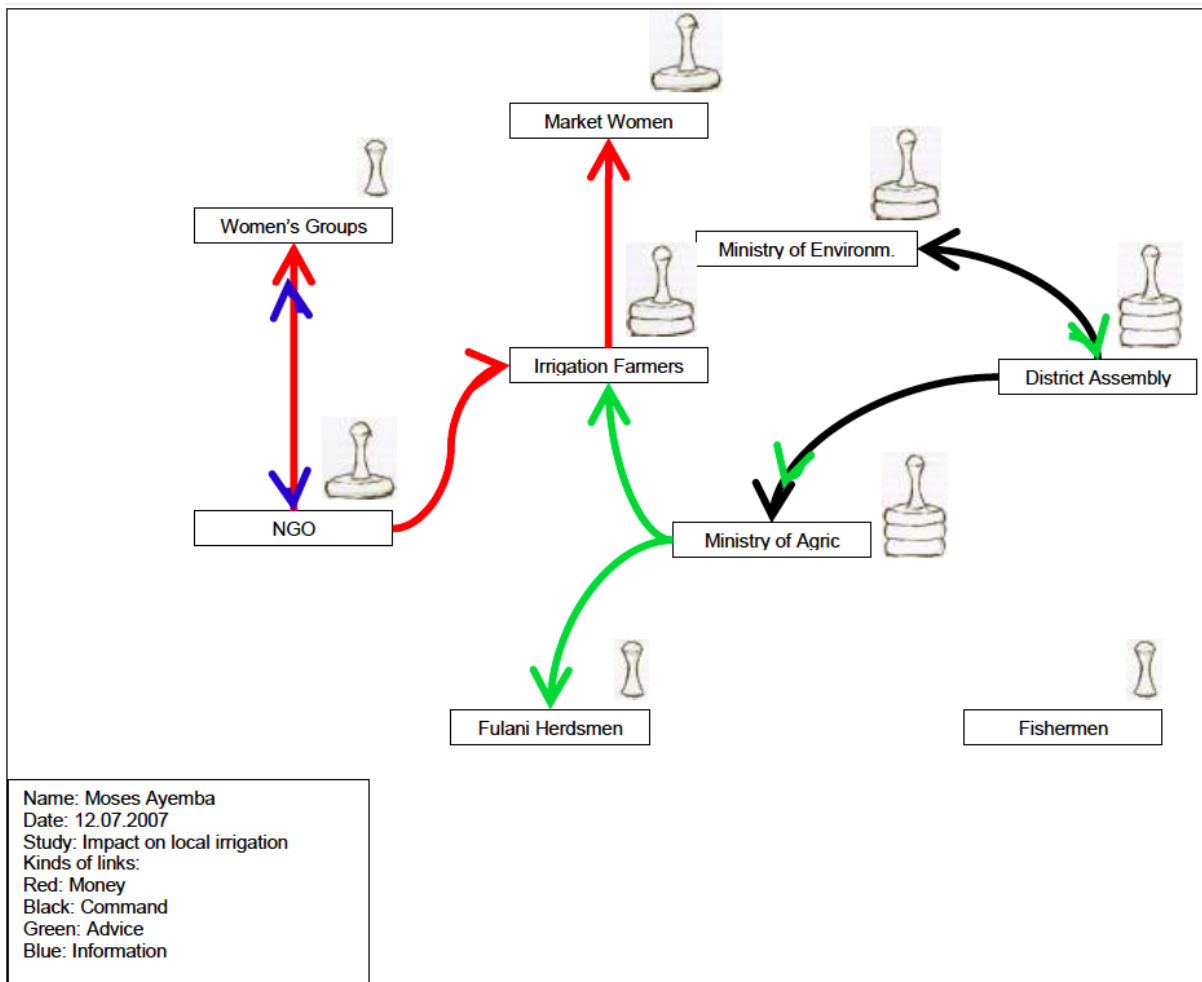 Market Women
Women's Groups
Ministry of Environm.
Irrigation Farmers
District Assembly
NGO
Ministry of Agric
Fulani Herdsmen
Fishermen
Name: Moses Ayemba
Date: 12.07.2007
Study: Impact on local irrigation
Kinds of links:
Red: Money
Black: Command
Green: Advice
Blue: Information